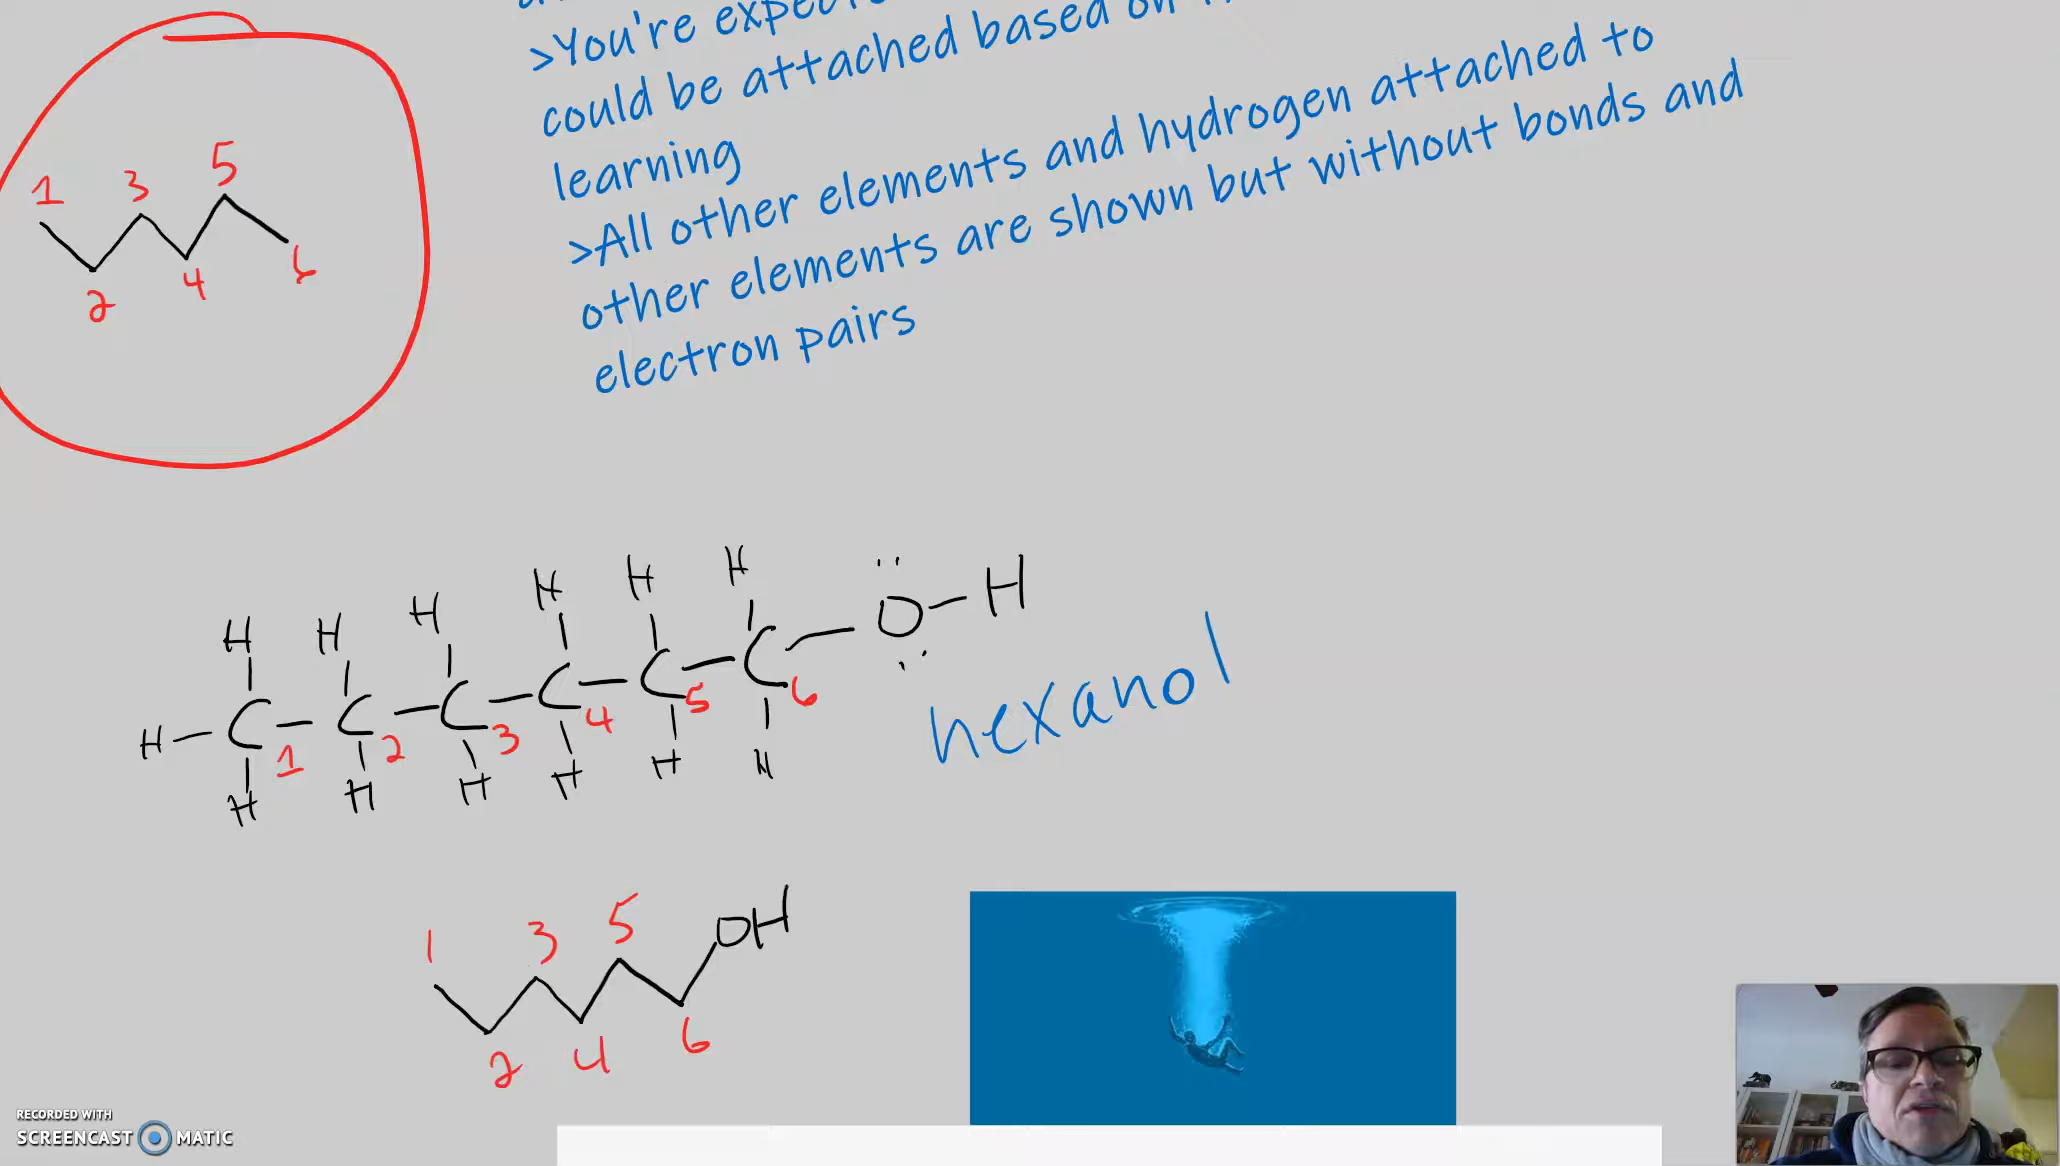 >You're expec
could be attached based on
learning
>All other elements and hydrogen attached to
other elements are shown but without bonds and
electron pairs
1 3 5
2 4 6
H H H H H H
H C C C C C C O H
1 2 3 4 5 6
H H H H H H
hexanol
1 3 5 OH
2 4 6
RECORDED WITH
SCREENCAST MATIC